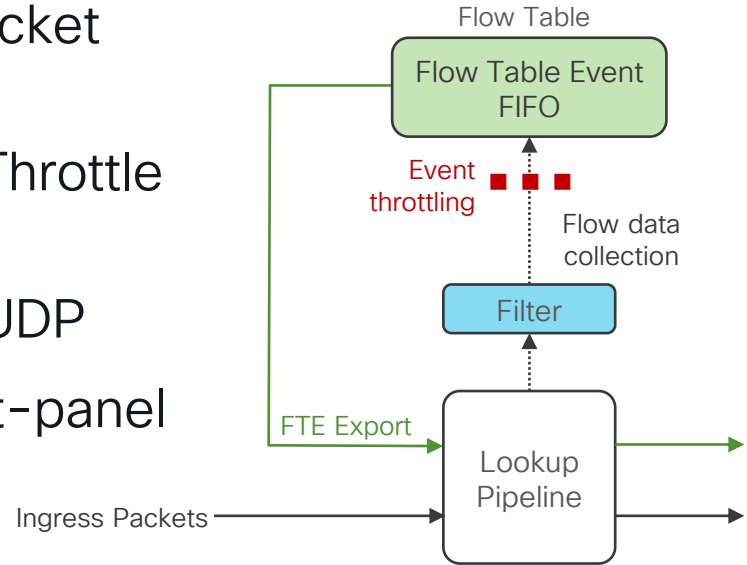 cket
Throttle
UDP
t-panel
Flow Table
Flow Table Event
FIFO
Event
throttling
Flow data
collection
Filter
FTE Export
Lookup
Pipeline
Ingress Packets